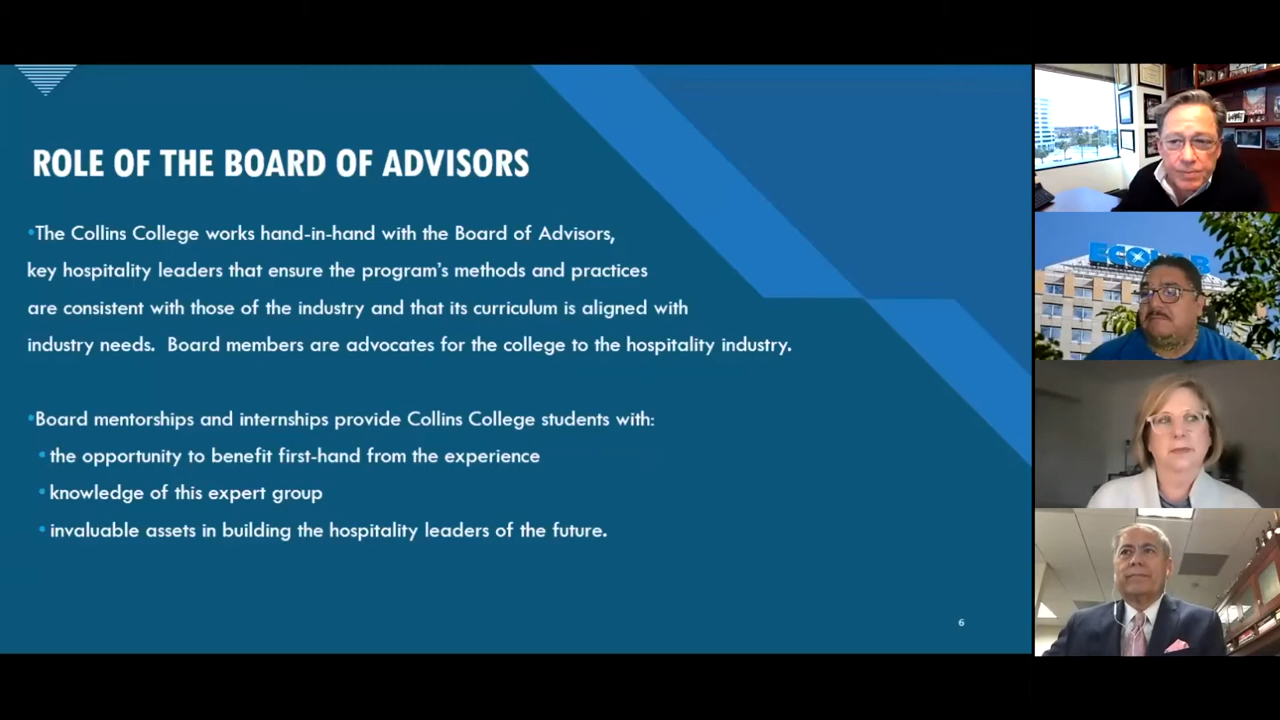 ROLE OF THE BOARD OF ADVISORS
•The Collins College works hand-in-hand with the Board of Advisors,
key hospitality leaders that ensure the program's methods and practices
are consistent with those of the industry and that its curriculum is aligned with
industry needs.  Board members are advocates for the college to the hospitality industry.
•Board mentorships and internships provide Collins College students with:
•the opportunity to benefit first-hand from the experience
•knowledge of this expert group
•invaluable assets in building the hospitality leaders of the future.
6
ECOLAB